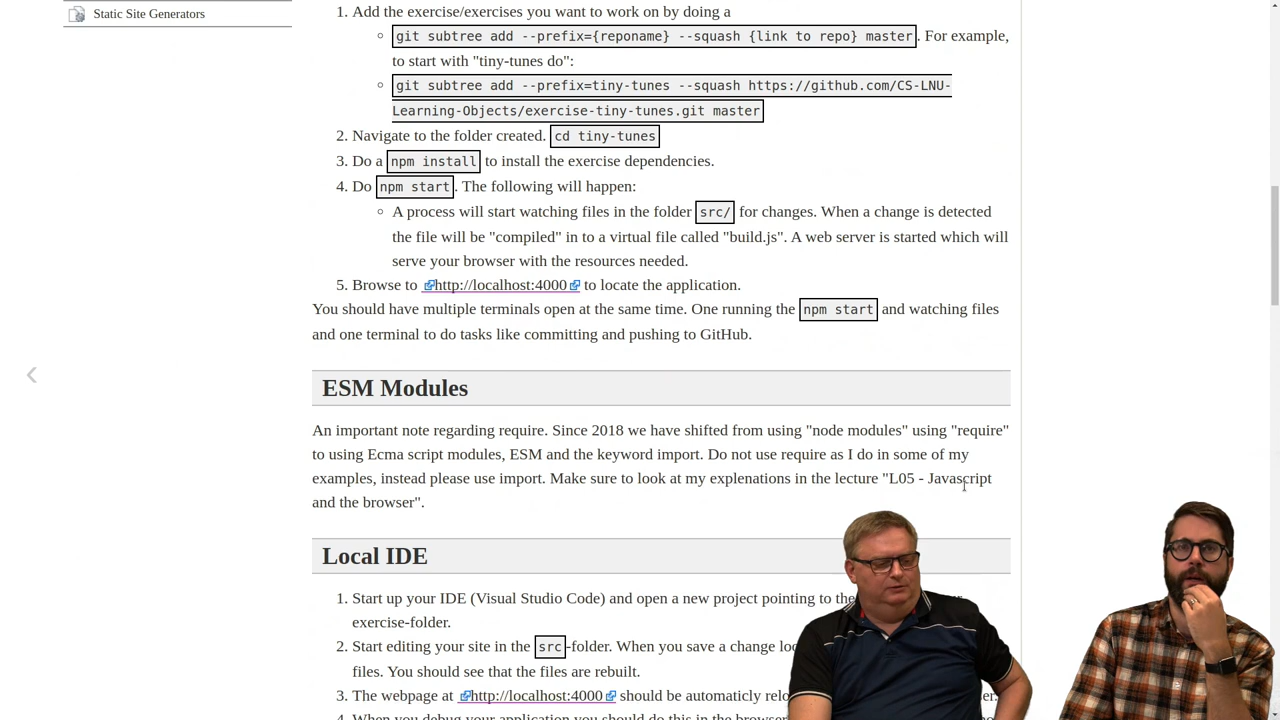 Static Site Generators
1. Add the exercise/exercises you want to work on by doing a
git subtree add --prefix={reponame} --squash {link to repo} master. For example,
to start with "tiny-tunes do":
git subtree add --prefix=tiny-tunes --squash https://github.com/CS-LNU-
Learning-Objects/exercise-tiny-tunes.git master
2. Navigate to the folder created. cd tiny-tunes
3. Do a npm install to install the exercise dependencies.
4. Do npm start. The following will happen:
A process will start watching files in the folder src/ for changes. When a change is detected
the file will be "compiled" in to a virtual file called "build.js". A web server is started which will
serve your browser with the resources needed.
5. Browse to http://localhost:4000 to locate the application.
You should have multiple terminals open at the same time. One running the npm start and watching files
and one terminal to do tasks like committing and pushing to GitHub.
ESM Modules
An important note regarding require. Since 2018 we have shifted from using "node modules" using "require"
to using Ecma script modules, ESM and the keyword import. Do not use require as I do in some of my
examples, instead please use import. Make sure to look at my explenations in the lecture "L05 - Javascript
and the browser".
Local IDE
1. Start up your IDE (Visual Studio Code) and open a new project pointing to the
exercise-folder.
2. Start editing your site in the src-folder. When you save a change
files. You should see that the files are rebuilt.
3. The webpage at http://localhost:4000 should be automaticly
4. When you debug your application you should do this in the browser